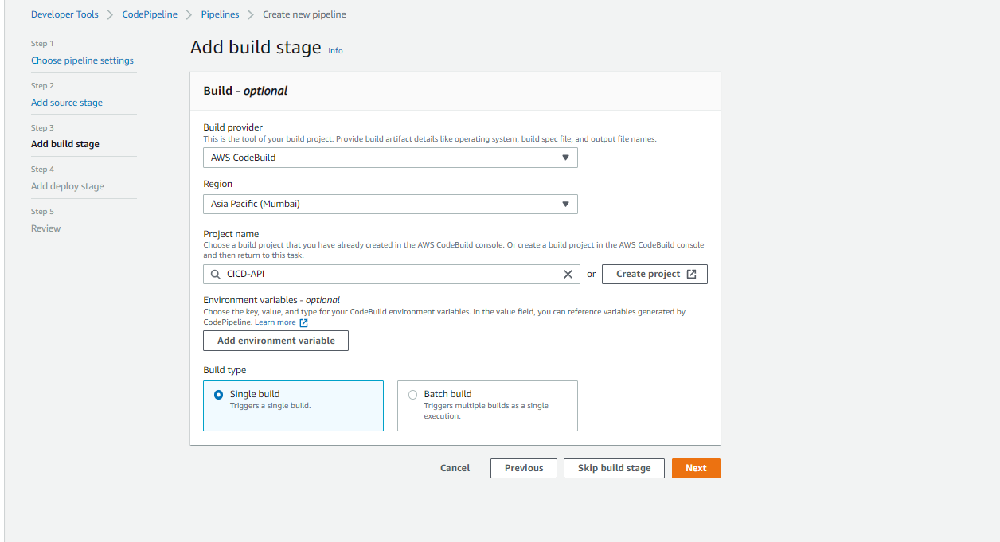 Developer Tools > CodePipeline > Pipelines > Create new pipeline
Step 1
Choose pipeline settings
Step 2
Add source stage
Step 3
Add build stage
Step 4
Add deploy stage
Step 5
Review
Add build stage Info
Build - optional
Build provider
This is the tool of your build project. Provide build artifact details like operating system, build spec file, and output file names.
AWS CodeBuild
Region
Asia Pacific (Mumbai)
Project name
Choose a build project that you have already created in the AWS CodeBuild console. Or create a build project in the AWS CodeBuild console
and then return to this task.
CICD-API or Create project
Environment variables - optional
Choose the key, value, and type for your CodeBuild environment variables. In the value field, you can reference variables generated by
CodePipeline. Learn more
Add environment variable
Build type
Single build
Triggers a single build.
Batch build
Triggers multiple builds as a single
execution.
Cancel Previous Skip build stage Next